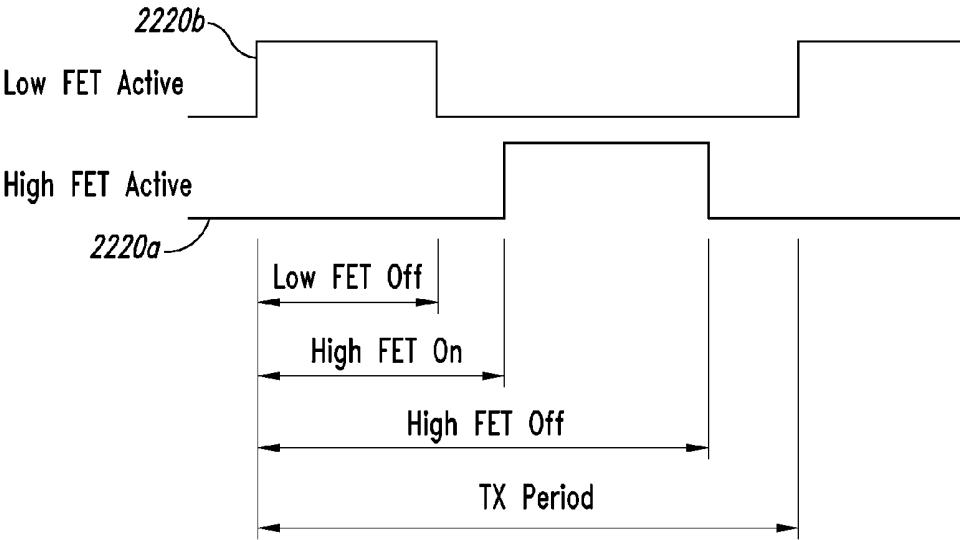 2220b
Low FET Active
High FET Active
2220a
Low FET Off
High FET On
High FET Off
TX Period